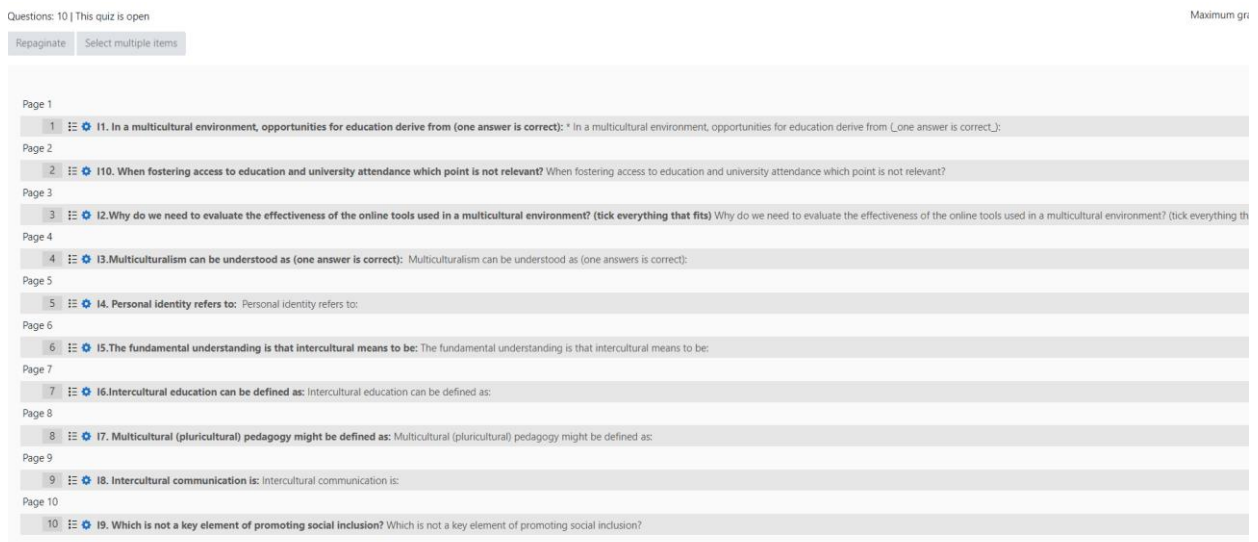 Questions: 10 | This quiz is open
Maximum gra
Repaginate Select multiple items
Page 1
1 I1. In a multicultural environment, opportunities for education derive from (one answer is correct): * In a multicultural environment, opportunities for education derive from (_one answer is correct_):
Page 2
2 I10. When fostering access to education and university attendance which point is not relevant? When fostering access to education and university attendance which point is not relevant?
Page 3
3 I2.Why do we need to evaluate the effectiveness of the online tools used in a multicultural environment? (tick everything that fits) Why do we need to evaluate the effectiveness of the online tools used in a multicultural environment? (tick everything th
Page 4
4 I3.Multiculturalism can be understood as (one answer is correct): Multiculturalism can be understood as (one answers is correct):
Page 5
5 I4. Personal identity refers to: Personal identity refers to:
Page 6
6 I5.The fundamental understanding is that intercultural means to be: The fundamental understanding is that intercultural means to be:
Page 7
7 I6.Intercultural education can be defined as: Intercultural education can be defined as:
Page 8
8 I7. Multicultural (pluricultural) pedagogy might be defined as: Multicultural (pluricultural) pedagogy might be defined as:
Page 9
9 I8. Intercultural communication is: Intercultural communication is:
Page 10
10 I9. Which is not a key element of promoting social inclusion? Which is not a key element of promoting social inclusion?